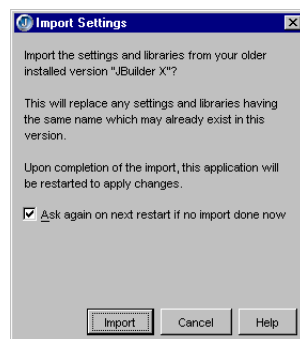 Import Settings
Import the settings and libraries from your older
installed version "JBuilder X"?
This will replace any settings and libraries having
the same name which may already exist in this
version.
Upon completion of the import, this application will
be restarted to apply changes.
Ask again on next restart if no import done now
Import Cancel Help